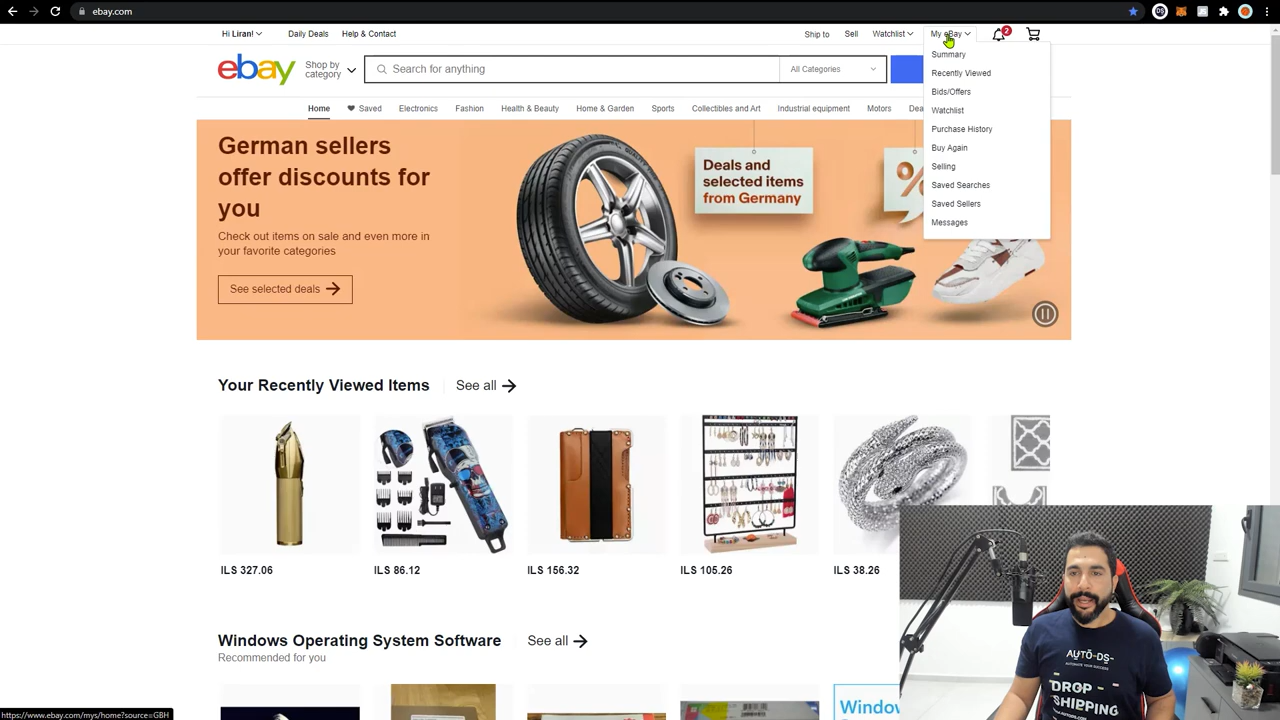 ebay.com
Hi Liran!
Daily Deals
Help & Contact
Ship to
Sell
Watchlist
My eBay
2
ebay
Shop by
category
Search for anything
All Categories
Summary
Recently Viewed
Bids/Offers
Watchlist
Purchase History
Buy Again
Selling
Saved Searches
Saved Sellers
Messages
Home
Saved
Electronics
Fashion
Health & Beauty
Home & Garden
Sports
Collectibles and Art
Industrial equipment
Motors
Dea
German sellers
offer discounts for
you
Check out items on sale and even more in
your favorite categories
See selected deals
Deals and
selected items
from Germany
%
Your Recently Viewed Items
See all
ILS 327.06
ILS 86.12
ILS 156.32
ILS 105.26
ILS 38.26
Windows Operating System Software
See all
Recommended for you
Windo
AUTO-DS
AUTOMATE YOUR SUCCESS
DROP
SHIPPING
https://www.ebay.com/mys/home?source=GBH